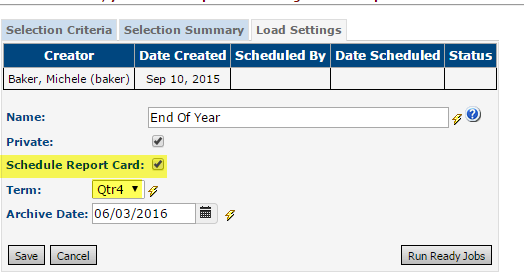 Selection Criteria Selection Summary Load Settings
Creator Date Created Scheduled By Date Scheduled Status
Baker, Michele (baker) Sep 10, 2015
Name: End Of Year
Private:
Schedule Report Card:
Term: Qtr4
Archive Date: 06/03/2016
Save Cancel Run Ready Jobs